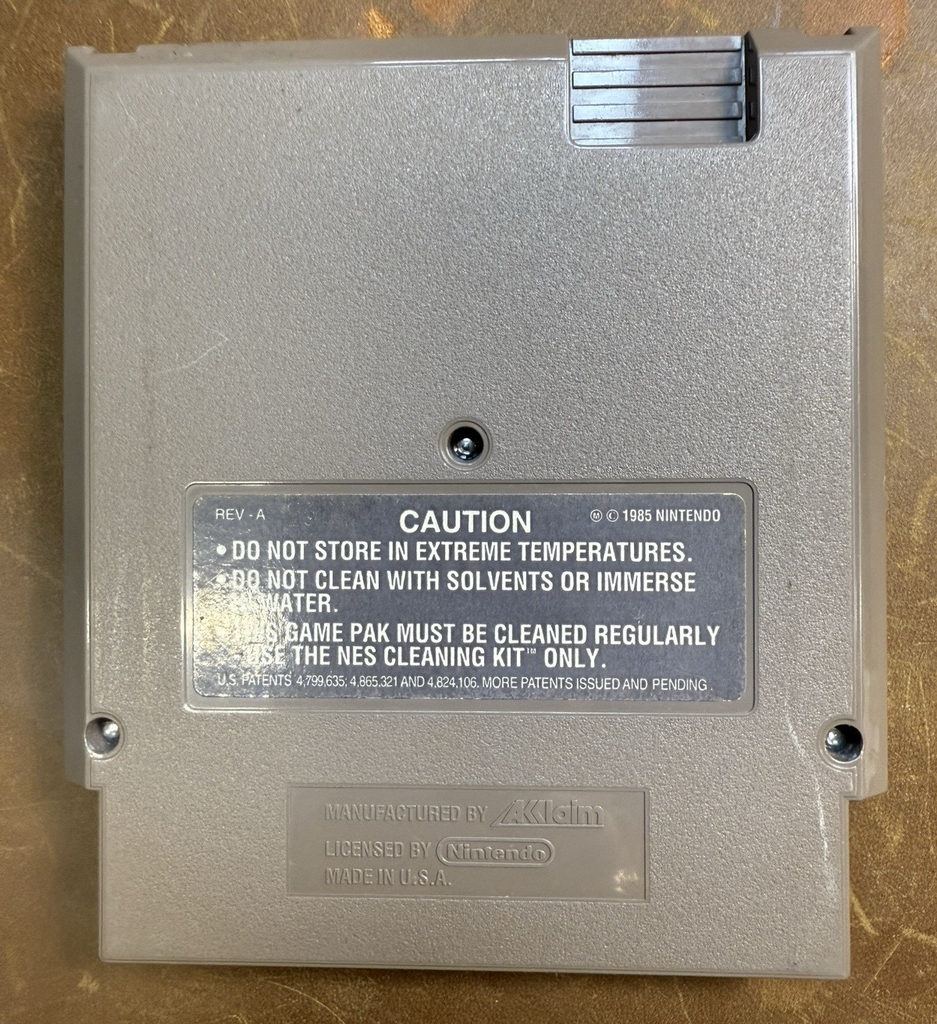 REV - A
CAUTION
Ⓜ © 1985 NINTENDO
• DO NOT STORE IN EXTREME TEMPERATURES.
• DO NOT CLEAN WITH SOLVENTS OR IMMERSE
IN WATER.
• THIS GAME PAK MUST BE CLEANED REGULARLY
- USE THE NES CLEANING KIT™ ONLY.
U.S. PATENTS 4,799,635; 4,865,321 AND 4,824,106, MORE PATENTS ISSUED AND PENDING.
MANUFACTURED BY AKklaim
LICENSED BY Nintendo
MADE IN U.S.A.